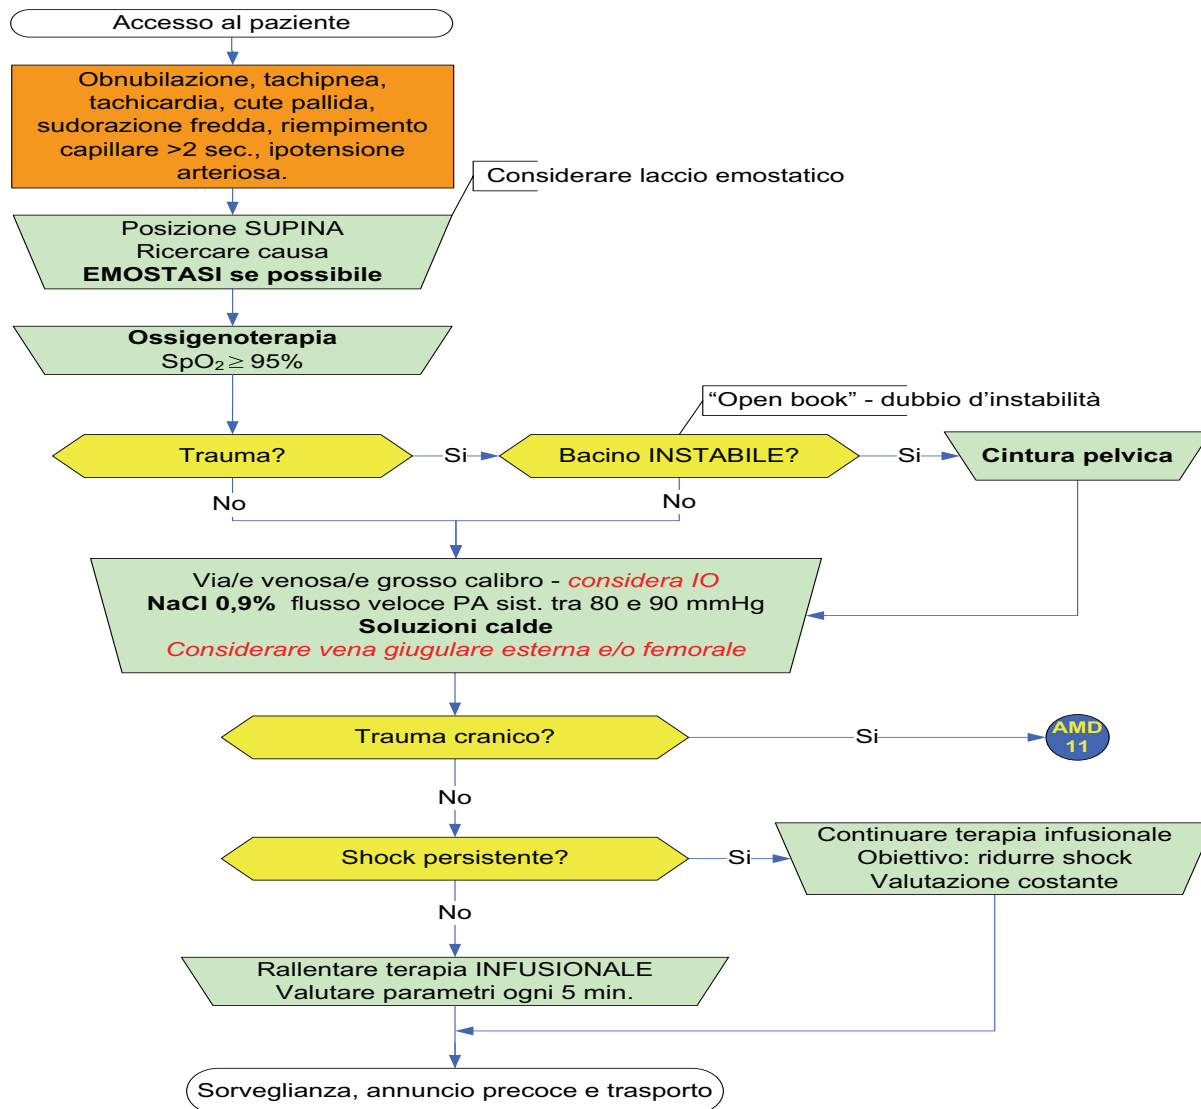 Accesso al paziente
Obnubilazione, tachipnea,
tachicardia, cute pallida,
sudorazione fredda, riempimento
capillare >2 sec., ipotensione
arteriosa.
Considerare laccio emostatico
Posizione SUPINA
Ricercare causa
EMOSTASI se possibile
Ossigenoterapia
SpO₂ ≥ 95%
“Open book” - dubbio d’instabilità
Trauma?
Si
Bacino INSTABILE?
Si
Cintura pelvica
No
No
Via/e venosa/e grosso calibro - considera IO
NaCl 0,9% flusso veloce PA sist. tra 80 e 90 mmHg
Soluzioni calde
Considerare vena giugulare esterna e/o femorale
Trauma cranico?
Si
AMD
11
No
Shock persistente?
Si
Continuare terapia infusionale
Obiettivo: ridurre shock
Valutazione costante
No
Rallentare terapia INFUSIONALE
Valutare parametri ogni 5 min.
Sorveglianza, annuncio precoce e trasporto